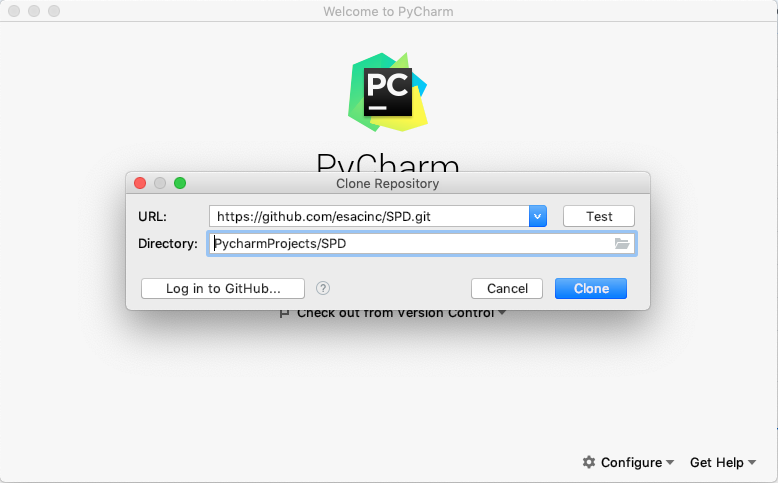 Welcome to PyCharm
PC
PyCharm
Clone Repository
URL: https://github.com/esacinc/SPD.git Test
Directory: PycharmProjects/SPD
Log in to GitHub... ? Cancel Clone
Check out from Version Control
Configure Get Help